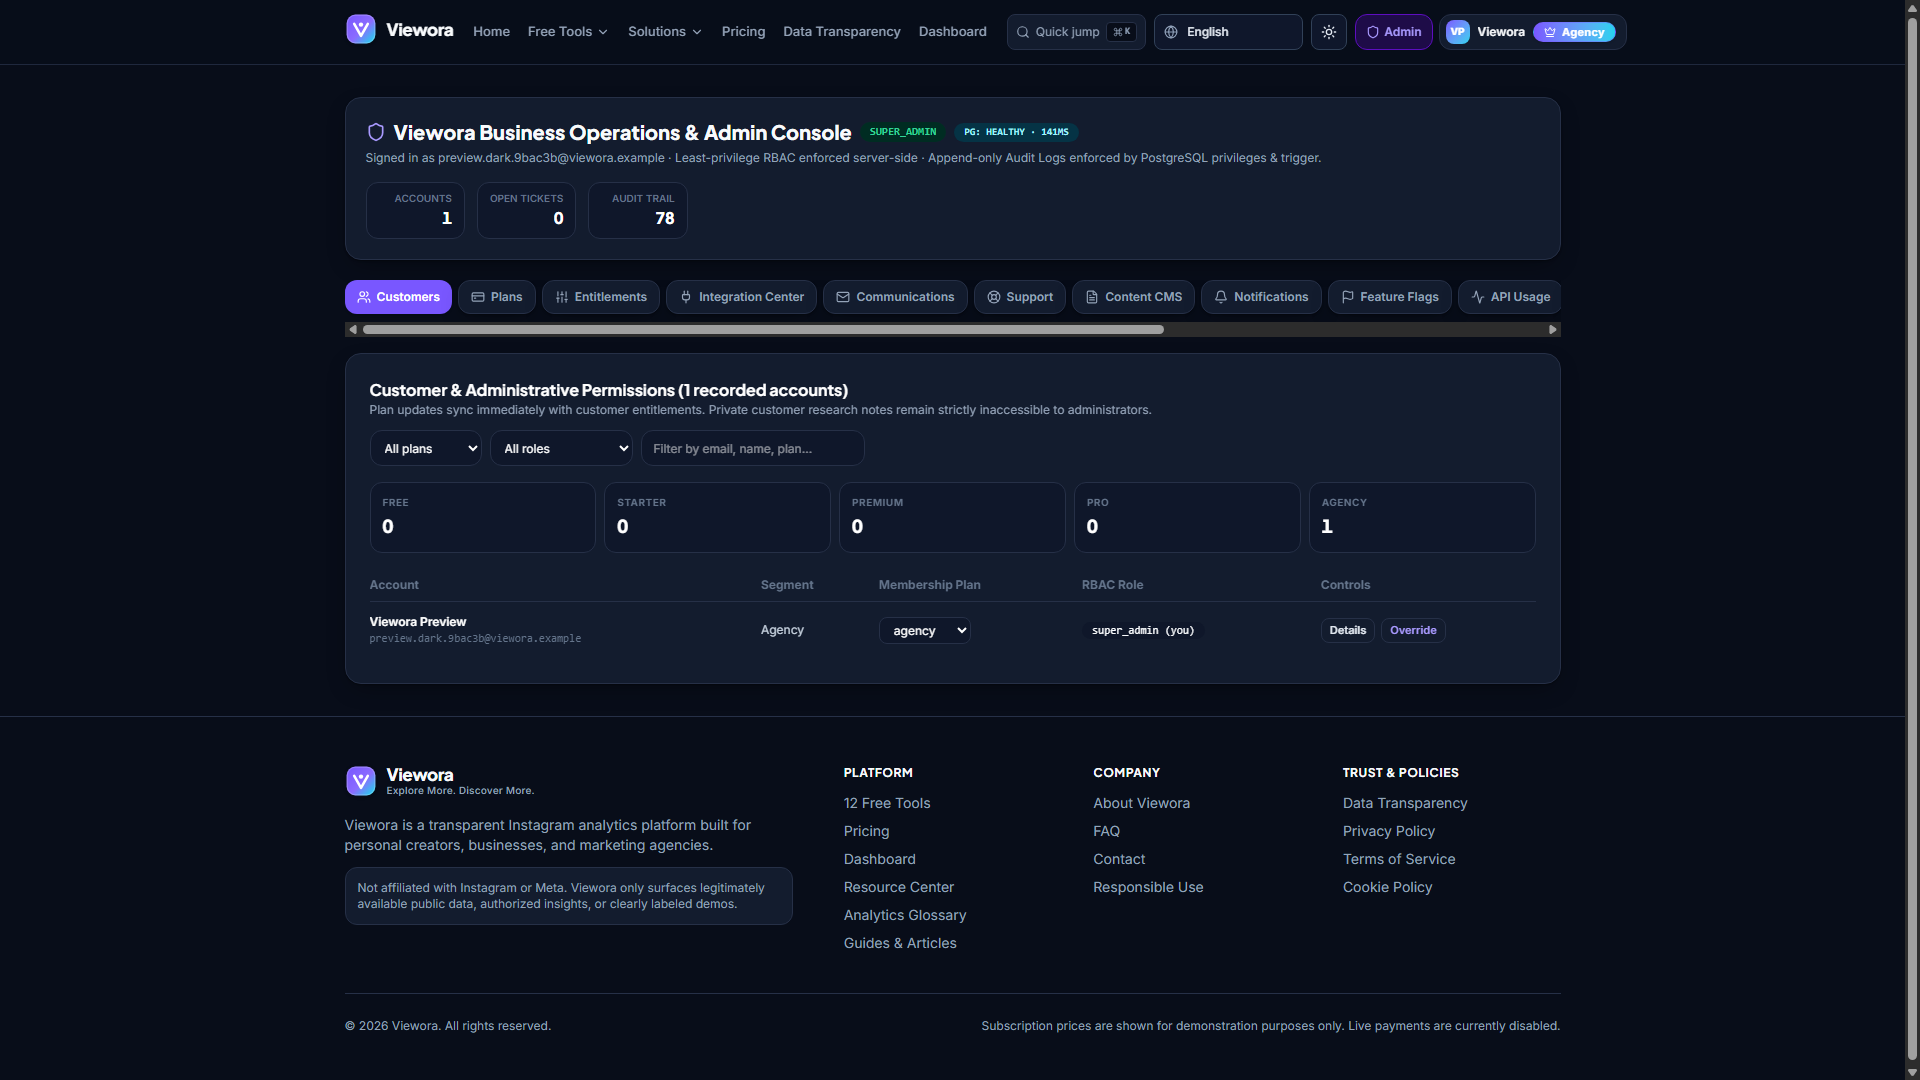 Viewora
Home
Free Tools
Solutions
Pricing
Data Transparency
Dashboard
Quick jump ⌘K
English
Admin
VP Viewora Agency
Viewora Business Operations & Admin Console SUPER_ADMIN PG: HEALTHY · 141MS
Signed in as preview.dark.9bac3b@viewora.example · Least-privilege RBAC enforced server-side · Append-only Audit Logs enforced by PostgreSQL privileges & trigger.
ACCOUNTS
1
OPEN TICKETS
0
AUDIT TRAIL
78
Customers
Plans
Entitlements
Integration Center
Communications
Support
Content CMS
Notifications
Feature Flags
API Usage
Customer & Administrative Permissions (1 recorded accounts)
Plan updates sync immediately with customer entitlements. Private customer research notes remain strictly inaccessible to administrators.
All plans
All roles
Filter by email, name, plan...
FREE
0
STARTER
0
PREMIUM
0
PRO
0
AGENCY
1
Account Segment Membership Plan RBAC Role Controls
Viewora Preview
preview.dark.9bac3b@viewora.example
Agency
agency
super_admin (you)
Details
Override
Viewora
Explore More. Discover More.
Viewora is a transparent Instagram analytics platform built for
personal creators, businesses, and marketing agencies.
Not affiliated with Instagram or Meta. Viewora only surfaces legitimately
available public data, authorized insights, or clearly labeled demos.
PLATFORM
12 Free Tools
Pricing
Dashboard
Resource Center
Analytics Glossary
Guides & Articles
COMPANY
About Viewora
FAQ
Contact
Responsible Use
TRUST & POLICIES
Data Transparency
Privacy Policy
Terms of Service
Cookie Policy
© 2026 Viewora. All rights reserved.
Subscription prices are shown for demonstration purposes only. Live payments are currently disabled.